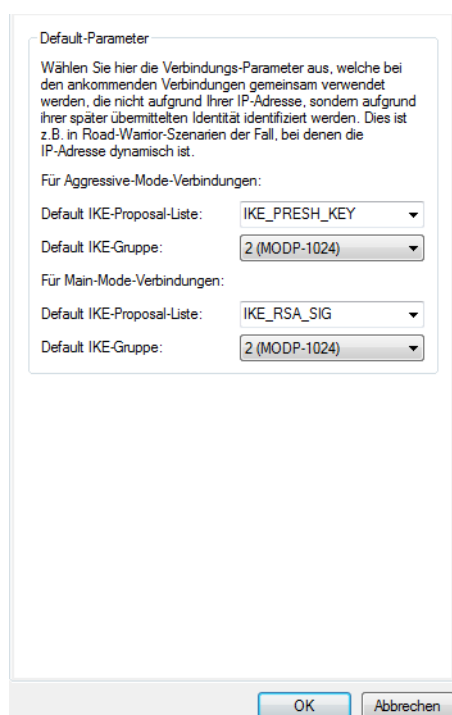 Default-Parameter
Wählen Sie hier die Verbindungs-Parameter aus, welche bei
den ankommenden Verbindungen gemeinsam verwendet
werden, die nicht aufgrund Ihrer IP-Adresse, sondern aufgrund
ihrer später übermittelten Identität identifiziert werden. Dies ist
z.B. in Road-Warrior-Szenarien der Fall, bei denen die
IP-Adresse dynamisch ist.
Für Aggressive-Mode-Verbindungen:
Default IKE-Proposal-Liste: IKE_PRESH_KEY
Default IKE-Gruppe: 2 (MODP-1024)
Für Main-Mode-Verbindungen:
Default IKE-Proposal-Liste: IKE_RSA_SIG
Default IKE-Gruppe: 2 (MODP-1024)
OK Abbrechen